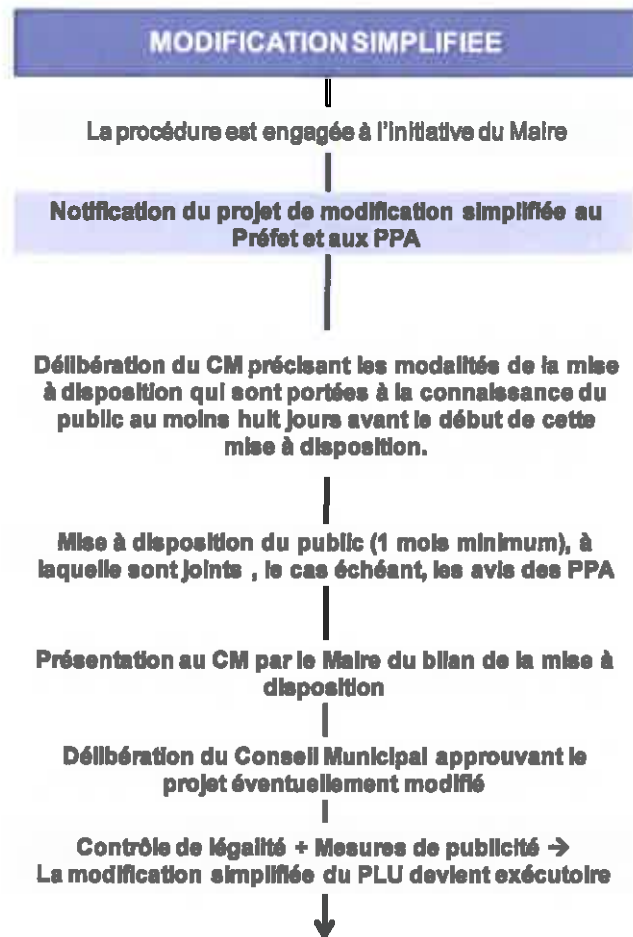 MODIFICATION SIMPLIFIEE
La procédure est engagée à l'initiative du Maire
Notification du projet de modification simplifiée au
Préfet et aux PPA
Délibération du CM précisant les modalités de la mise
à disposition qui sont portées à la connaissance du
public au moins huit jours avant le début de cette
mise à disposition.
Mise à disposition du public (1 mois minimum), à
laquelle sont joints , le cas échéant, les avis des PPA
Présentation au CM par le Maire du bilan de la mise à
disposition
Délibération du Conseil Municipal approuvant le
projet éventuellement modifié
Contrôle de légalité + Mesures de publicité →
La modification simplifiée du PLU devient exécutoire